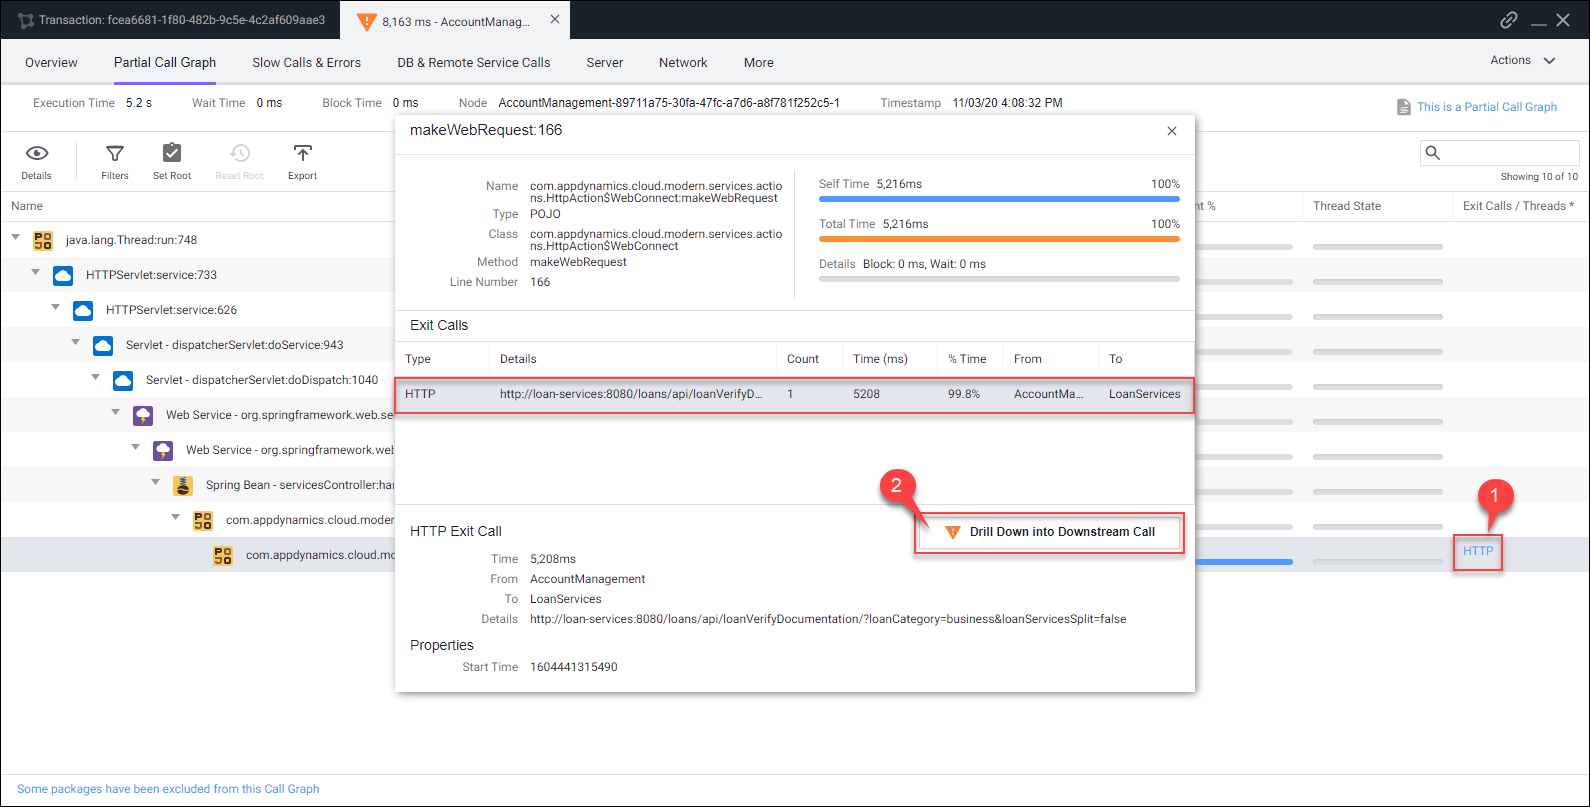 Transaction: fcea6681-1f80-482b-9c5e-4c2af609aae3
8,163 ms - AccountManag...
Overview
Partial Call Graph
Slow Calls & Errors
DB & Remote Service Calls
Server
Network
More
Actions
Execution Time 5.2 s
Wait Time 0 ms
Block Time 0 ms
Node AccountManagement-89711a75-30fa-47fc-a7d6-a8f781f252c5-1
Timestamp 11/03/20 4:08:32 PM
This is a Partial Call Graph
Details
Filters
Set Root
Reset Root
Export
Showing 10 of 10
Name
nt %
Thread State
Exit Calls / Threads *
java.lang.Thread:run:748
HTTPServlet:service:733
HTTPServlet:service:626
Servlet - dispatcherServlet:doService:943
Servlet - dispatcherServlet:doDispatch:1040
Web Service - org.springframework.web.se
Web Service - org.springframework.web
Spring Bean - servicesController:har
com.appdynamics.cloud.modern
com.appdynamics.cloud.mo
HTTP
1
makeWebRequest:166
Name com.appdynamics.cloud.modern.services.actio
ns.HttpAction$WebConnect:makeWebRequest
Type POJO
Class com.appdynamics.cloud.modern.services.actio
ns.HttpAction$WebConnect
Method makeWebRequest
Line Number 166
Self Time 5,216ms 100%
Total Time 5,216ms 100%
Details Block: 0 ms, Wait: 0 ms
Exit Calls
Type Details Count Time (ms) % Time From To
HTTP http://loan-services:8080/loans/api/loanVerifyD... 1 5208 99.8% AccountMa... LoanServices
2
HTTP Exit Call
Drill Down into Downstream Call
Time 5,208ms
From AccountManagement
To LoanServices
Details http://loan-services:8080/loans/api/loanVerifyDocumentation/?loanCategory=business&loanServicesSplit=false
Properties
Start Time 1604441315490
Some packages have been excluded from this Call Graph